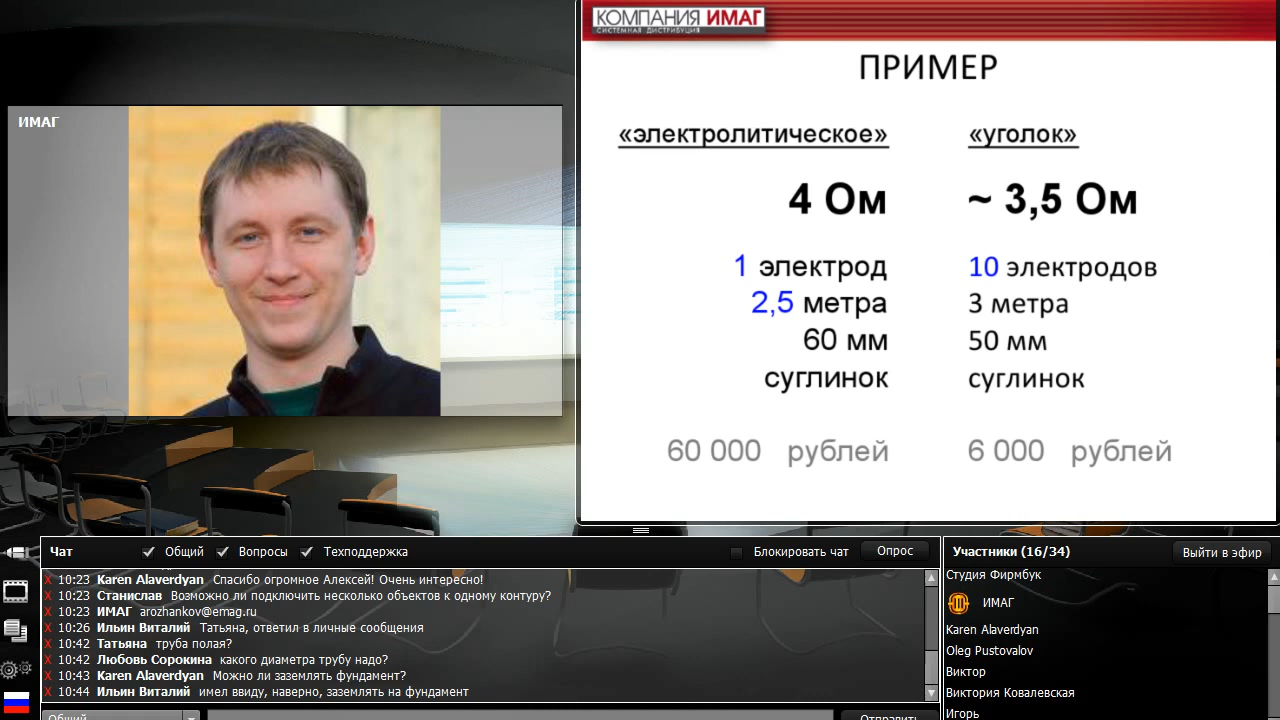 ИМАГ
КОМПАНИЯ ИМАГ
СИСТЕМНАЯ ДИСТРИБУЦИЯ
ПРИМЕР
«электролитическое» «уголок»
4 Ом ~ 3,5 Ом
1 электрод 10 электродов
2,5 метра 3 метра
60 мм 50 мм
суглинок суглинок
60 000 рублей 6 000 рублей
Чат Общий Вопросы Техподдержка Блокировать чат Опрос
X 10:23 Karen Alaverdyan Спасибо огромное Алексей! Очень интересно!
X 10:23 Станислав Возможно ли подключить несколько объектов к одному контуру?
X 10:23 ИМАГ arozhankov@emag.ru
X 10:26 Ильин Виталий Татьяна, ответил в личные сообщения
X 10:42 Татьяна труба полая?
X 10:42 Любовь Сорокина какого диаметра трубу надо?
X 10:43 Karen Alaverdyan Можно ли заземлять фундамент?
X 10:44 Ильин Виталий имел ввиду, наверно, заземлять на фундамент
Общий Отправить
Участники (16/34) Выйти в эфир
Студия Фирмбук
ИМАГ
Karen Alaverdyan
Oleg Pustovalov
Виктор
Виктория Ковалевская
Игорь